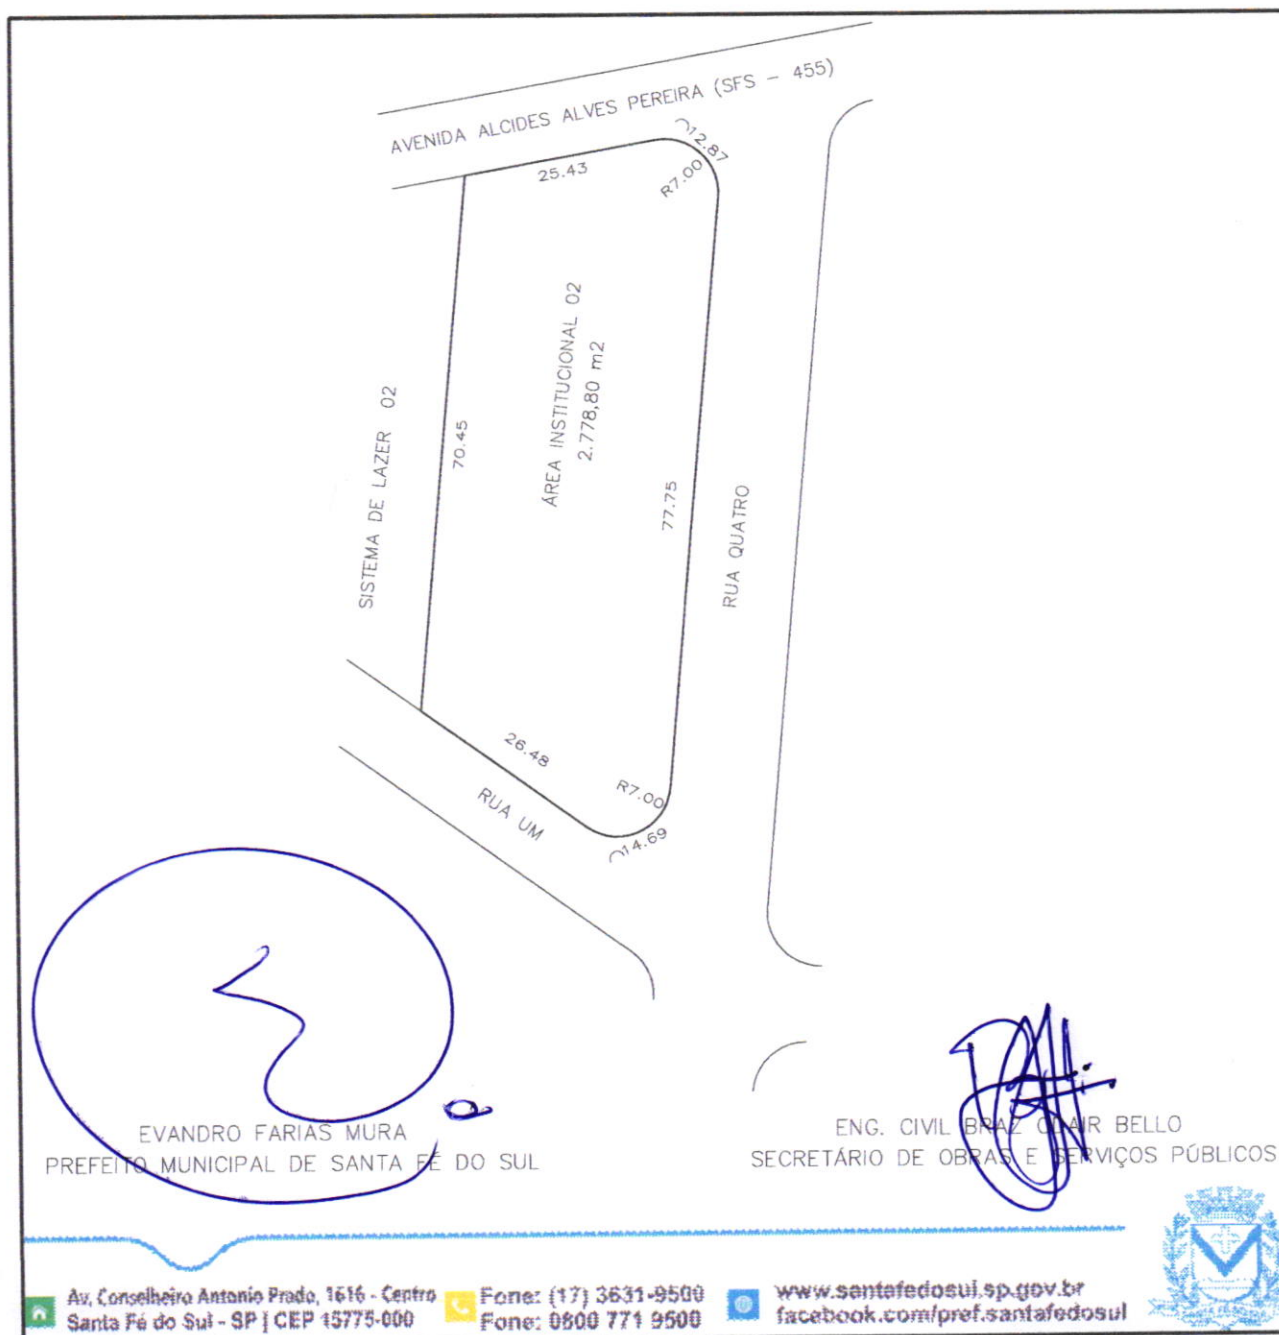 AVENIDA ALCIDES ALVES PEREIRA (SFS - 455)
12.87
25.43
R7.00
ÁREA INSTITUCIONAL 02
2.778,80 m2
SISTEMA DE LAZER 02
70.45
77.75
RUA QUATRO
26.48
R7.00
RUA UM
14.69
EVANDRO FARIAS MURA
PREFEITO MUNICIPAL DE SANTA FÉ DO SUL
ENG. CIVIL BRAZ ODAIR BELLO
SECRETÁRIO DE OBRAS E SERVIÇOS PÚBLICOS
Av. Conselheiro Antonio Prado, 1616 - Centro
Santa Fé do Sul - SP | CEP 15775-000
Fone: (17) 3631-9500
Fone: 0800 771 9500
www.santafedosul.sp.gov.br
facebook.com/pref.santafedosul